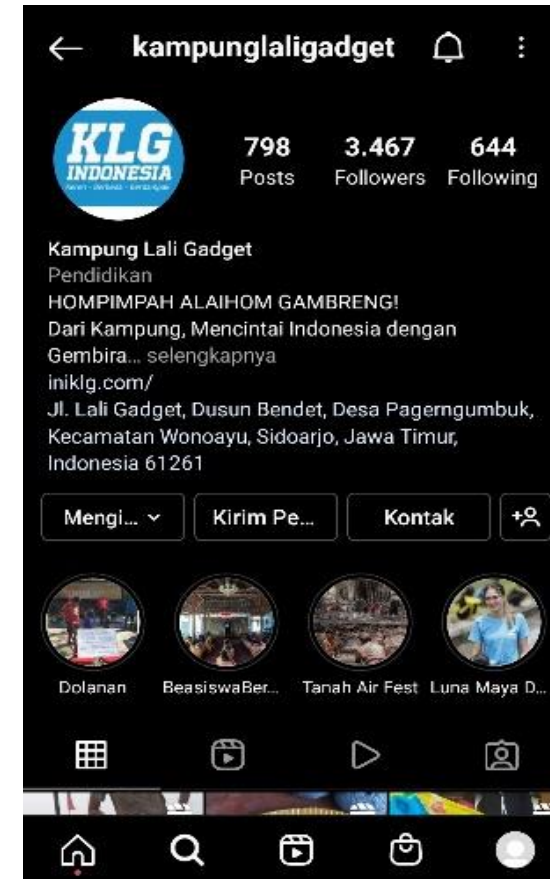 kampunglaligadget
KLG
INDONESIA
798 3.467 644
Posts Followers Following
Kampung Lali Gadget
Pendidikan
HOMPIMPAH ALAIHOM GAMBRENG!
Dari Kampung, Mencintai Indonesia dengan
Gembira... selengkapnya
iniklg.com/
Jl. Lali Gadget, Dusun Bendet, Desa Pagerngumbuk,
Kecamatan Wonoayu, Sidoarjo, Jawa Timur,
Indonesia 61261
Mengi... Kirim Pe... Kontak
Dolanan BeasiswaBer... Tanah Air Fest Luna Maya D...